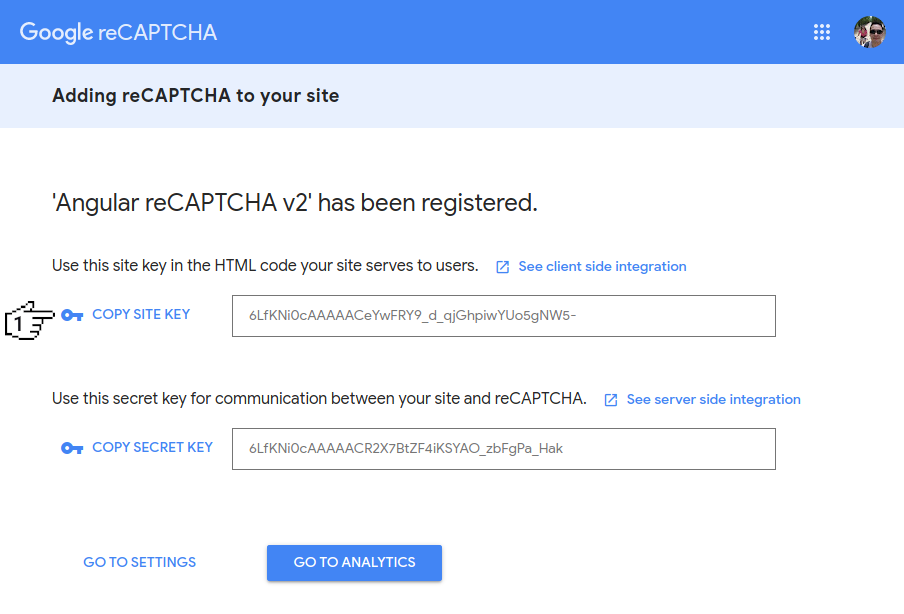 Google reCAPTCHA
Adding reCAPTCHA to your site
'Angular reCAPTCHA v2' has been registered.
Use this site key in the HTML code your site serves to users. See client side integration
1 COPY SITE KEY 6LfKNi0cAAAAACeYwFRY9_d_qjGhpiwYUo5gNW5-
Use this secret key for communication between your site and reCAPTCHA. See server side integration
COPY SECRET KEY 6LfKNi0cAAAAACR2X7BtZF4iKSYAO_zbFgPa_Hak
GO TO SETTINGS GO TO ANALYTICS